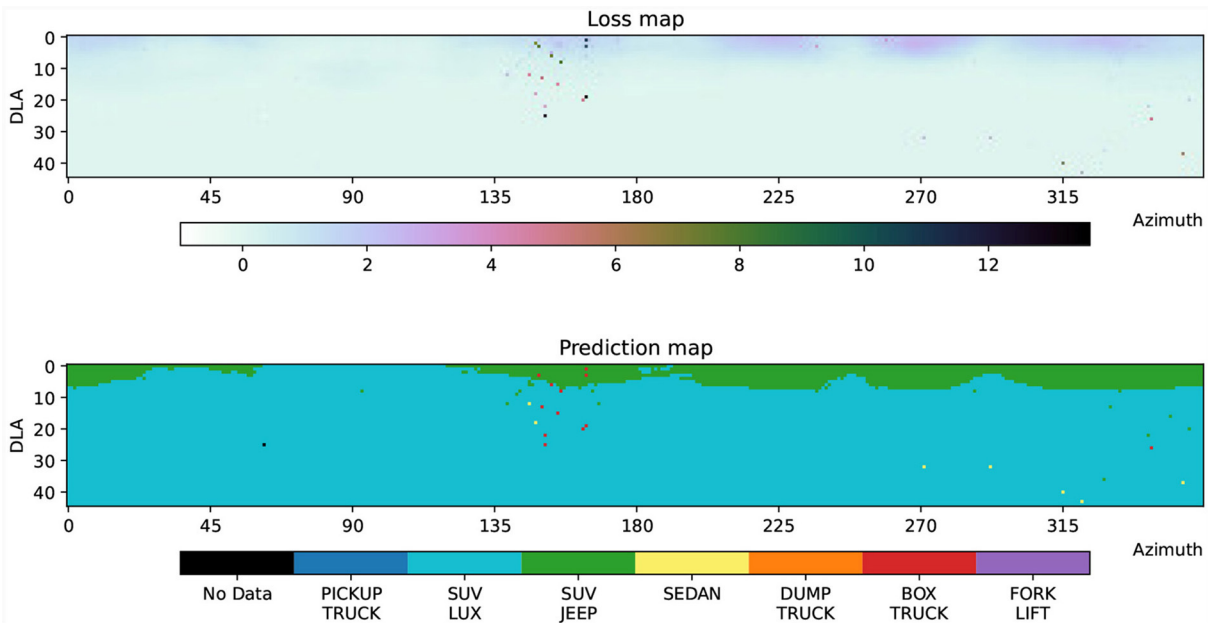 Loss map
DLA
0
10
20
30
40
0 45 90 135 180 225 270 315
Azimuth
0 2 4 6 8 10 12
Prediction map
DLA
0
10
20
30
40
0 45 90 135 180 225 270 315
Azimuth
No Data PICKUP SUV SUV SEDAN DUMP BOX FORK
TRUCK LUX JEEP TRUCK TRUCK LIFT